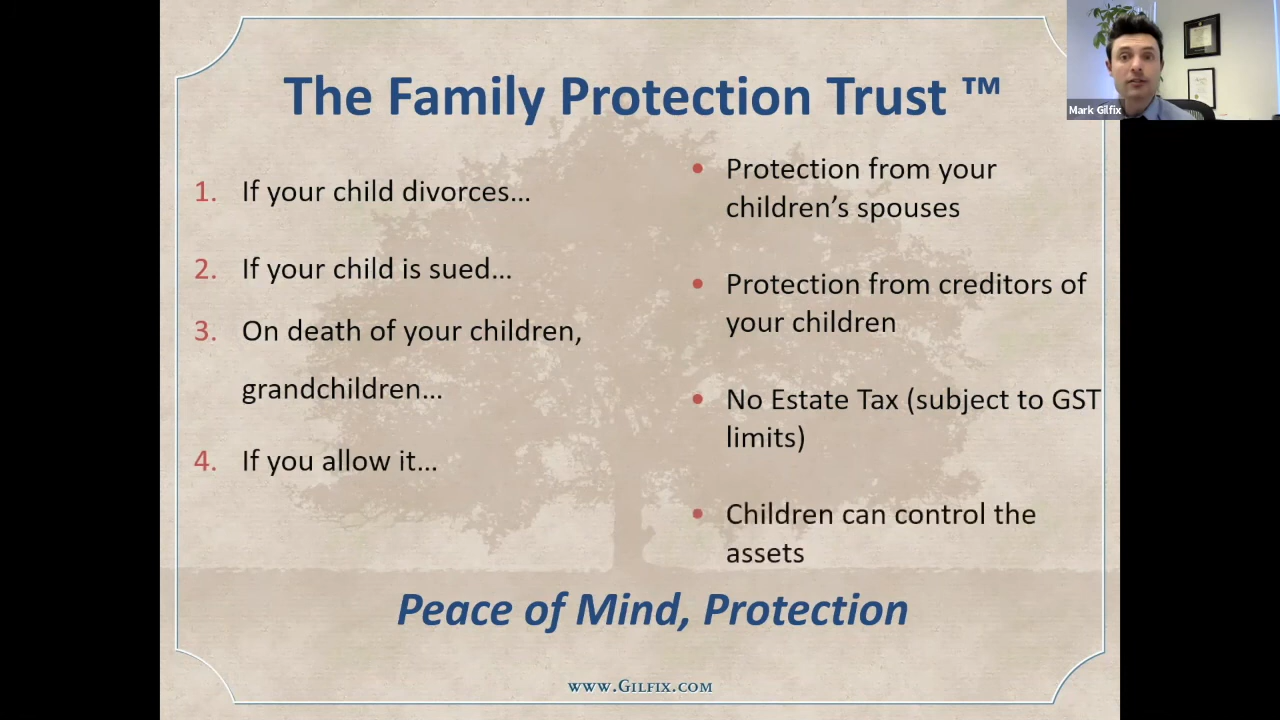 The Family Protection Trust ™
Mark Gilfix
1. If your child divorces…
2. If your child is sued…
3. On death of your children,
grandchildren…
4. If you allow it…
• Protection from your
children’s spouses
• Protection from creditors of
your children
• No Estate Tax (subject to GST
limits)
• Children can control the
assets
Peace of Mind, Protection
www.Gilfix.com